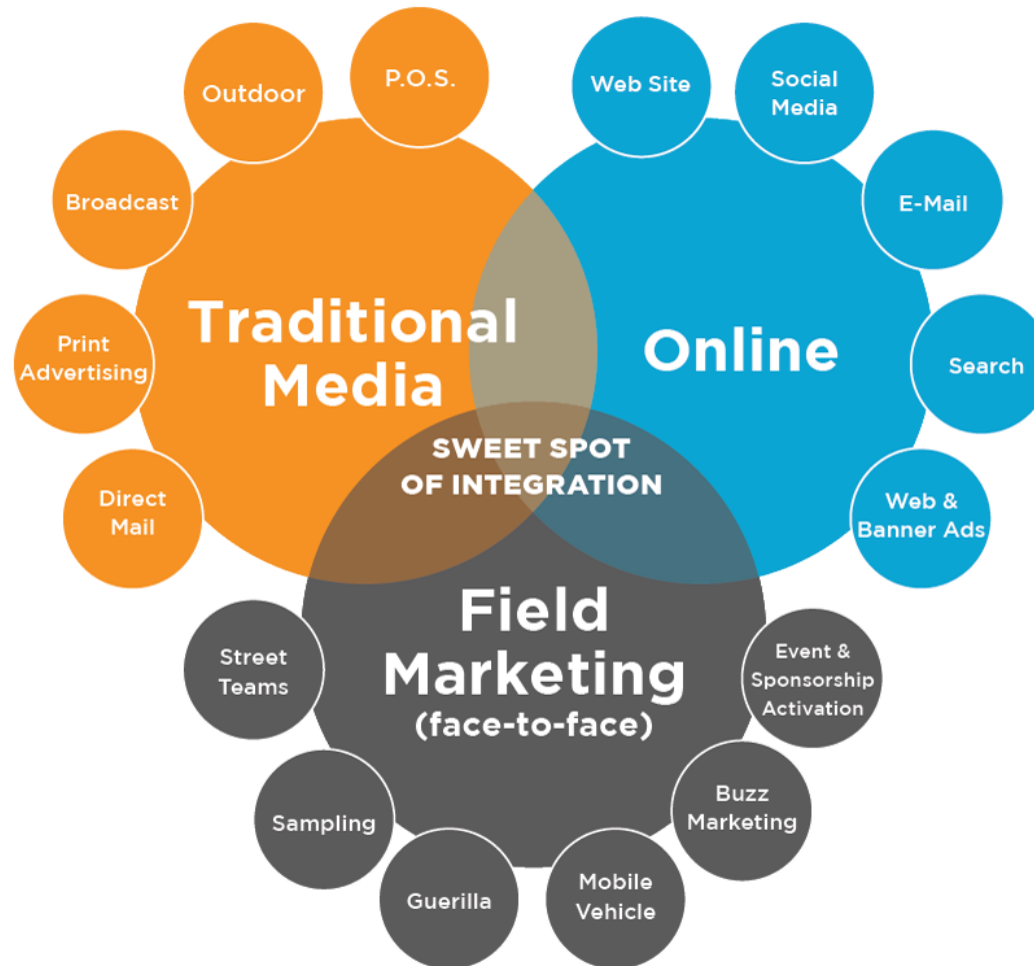 P.O.S.
Outdoor
Broadcast
Print
Advertising
Direct
Mail
Traditional
Media
Web Site
Social
Media
E-Mail
Search
Web &
Banner Ads
Online
SWEET SPOT
OF INTEGRATION
Field
Marketing
(face-to-face)
Street
Teams
Sampling
Guerilla
Mobile
Vehicle
Buzz
Marketing
Event &
Sponsorship
Activation